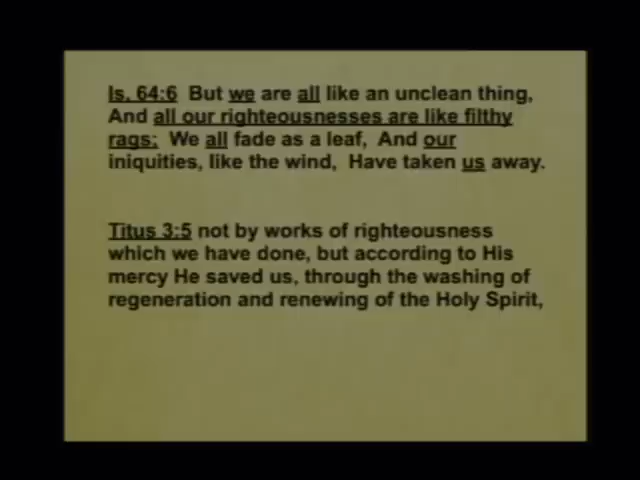 Is. 64:6 But we are all like an unclean thing,
And all our righteousnesses are like filthy
rags; We all fade as a leaf, And our
iniquities, like the wind, Have taken us away.
Titus 3:5 not by works of righteousness
which we have done, but according to His
mercy He saved us, through the washing of
regeneration and renewing of the Holy Spirit,